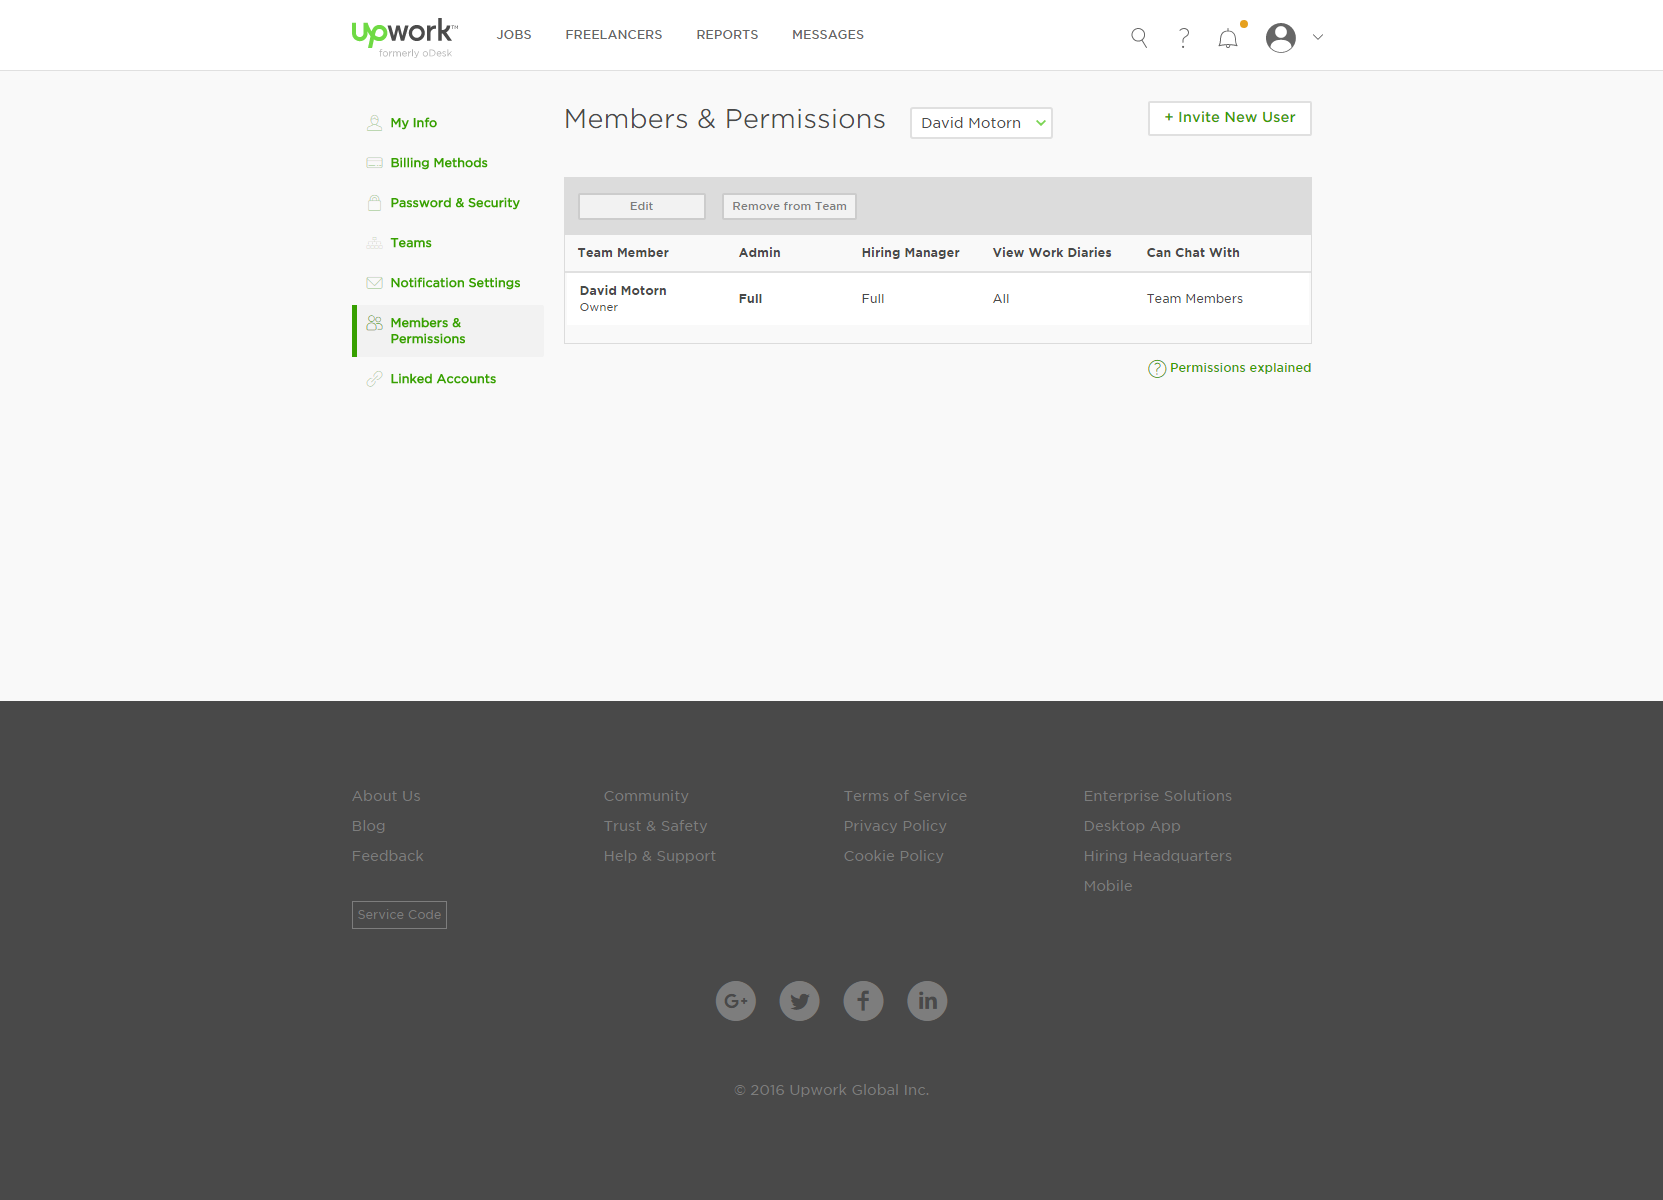 upwork™
formerly oDesk
JOBS FREELANCERS REPORTS MESSAGES
My Info
Billing Methods
Password & Security
Teams
Notification Settings
Members &
Permissions
Linked Accounts
Members & Permissions David Motorn + Invite New User
Edit Remove from Team
Team Member Admin Hiring Manager View Work Diaries Can Chat With
David Motorn Full Full All Team Members
Owner
? Permissions explained
About Us Community Terms of Service Enterprise Solutions
Blog Trust & Safety Privacy Policy Desktop App
Feedback Help & Support Cookie Policy Hiring Headquarters
Mobile
Service Code
G+ f in
© 2016 Upwork Global Inc.